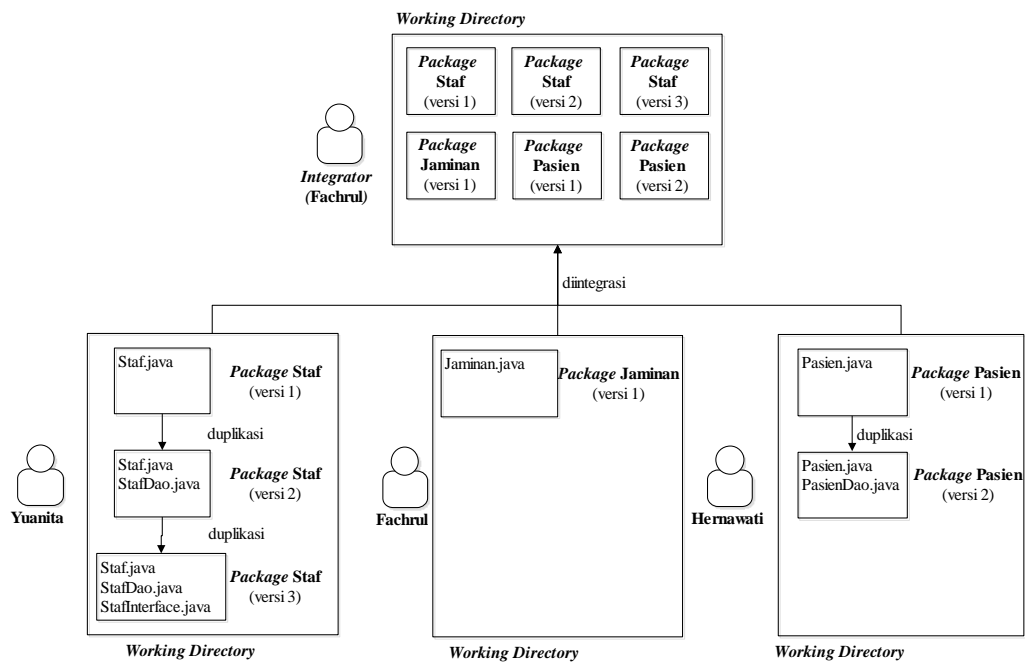 Working Directory
Package
Staf
(versi 1)
Package
Staf
(versi 2)
Package
Staf
(versi 3)
Package
Jaminan
(versi 1)
Package
Pasien
(versi 1)
Package
Pasien
(versi 2)
Integrator
(Fachrul)
diintegrasi
Staf.java
Package Staf
(versi 1)
duplikasi
Staf.java
StafDao.java
Package Staf
(versi 2)
duplikasi
Staf.java
StafDao.java
StafInterface.java
Package Staf
(versi 3)
Yuanita
Working Directory
Jaminan.java
Package Jaminan
(versi 1)
Fachrul
Working Directory
Pasien.java
Package Pasien
(versi 1)
duplikasi
Pasien.java
PasienDao.java
Package Pasien
(versi 2)
Hernawati
Working Directory